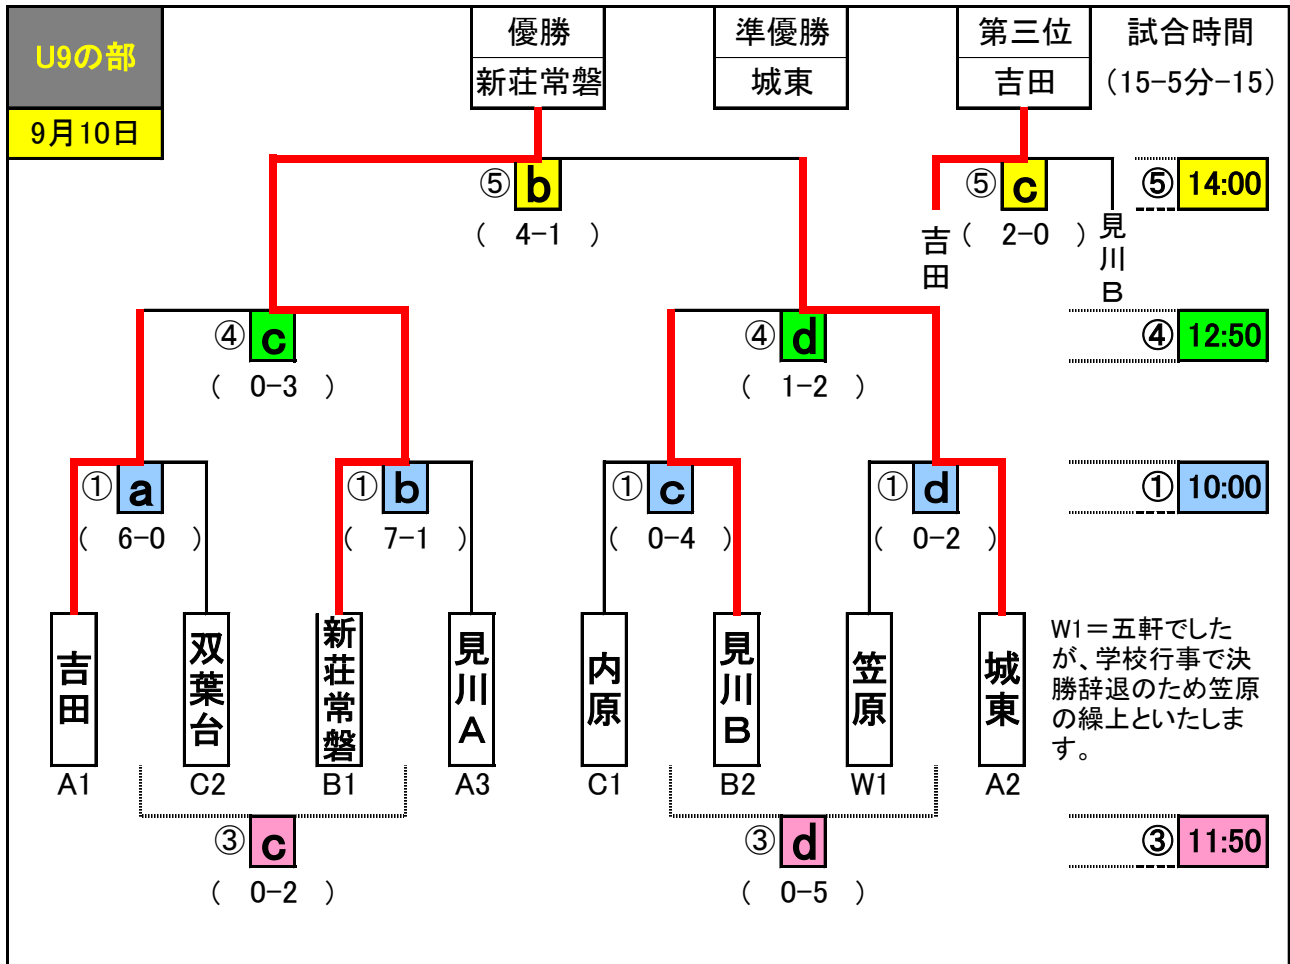 U9の部
9月10日
優勝
新荘常磐
準優勝
城東
第三位
吉田
試合時間
(15-5分-15)
⑤ b
( 4-1 )
⑤ c
( 2-0 )
吉田
見川B
⑤ 14:00
④ c
( 0-3 )
④ d
( 1-2 )
④ 12:50
① a
( 6-0 )
① b
( 7-1 )
① c
( 0-4 )
① d
( 0-2 )
① 10:00
吉田
双葉台
新荘常磐
見川A
内原
見川B
笠原
城東
W1＝五軒でした
が、学校行事で決
勝辞退のため笠原
の繰上といたしま
す。
A1
C2
B1
A3
C1
B2
W1
A2
③ c
( 0-2 )
③ d
( 0-5 )
③ 11:50